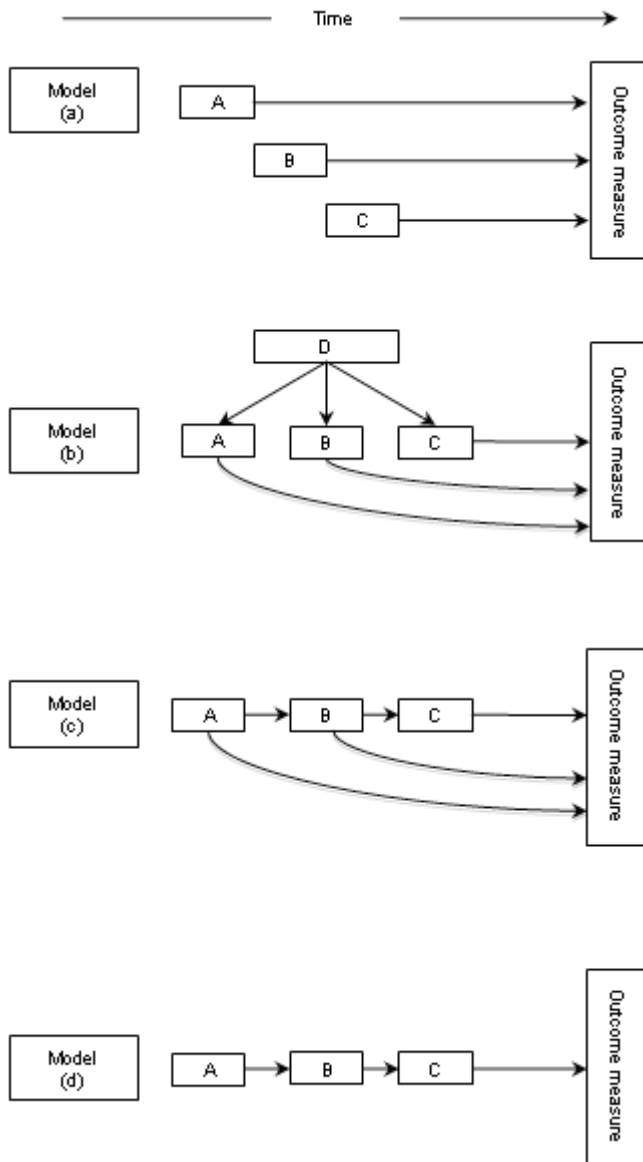 Time
Model
(a)
A
B
C
Outcome measure
D
Model
(b)
A
B
C
Outcome measure
Model
(c)
A
B
C
Outcome measure
Model
(d)
A
B
C
Outcome measure